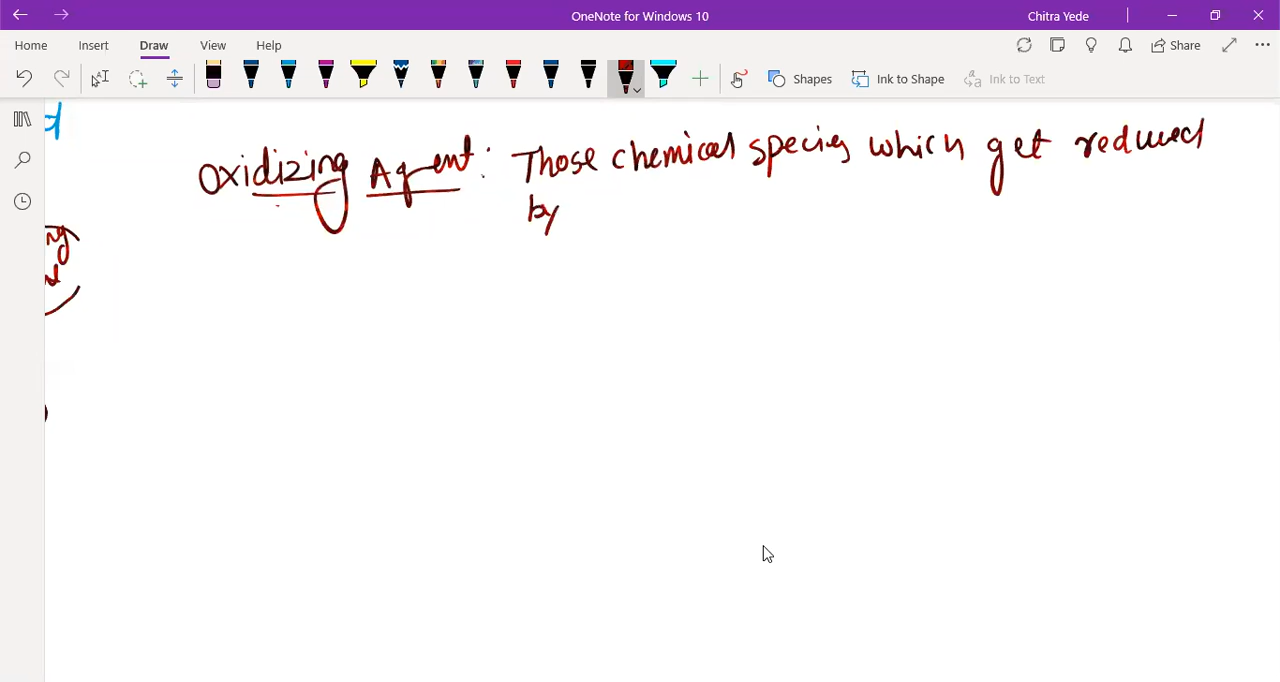 OneNote for Windows 10
Chitra Yede
Home Insert Draw View Help
Share
Shapes Ink to Shape Ink to Text
d
Oxidizing Agent : Those chemical species which get reduced
by
ng